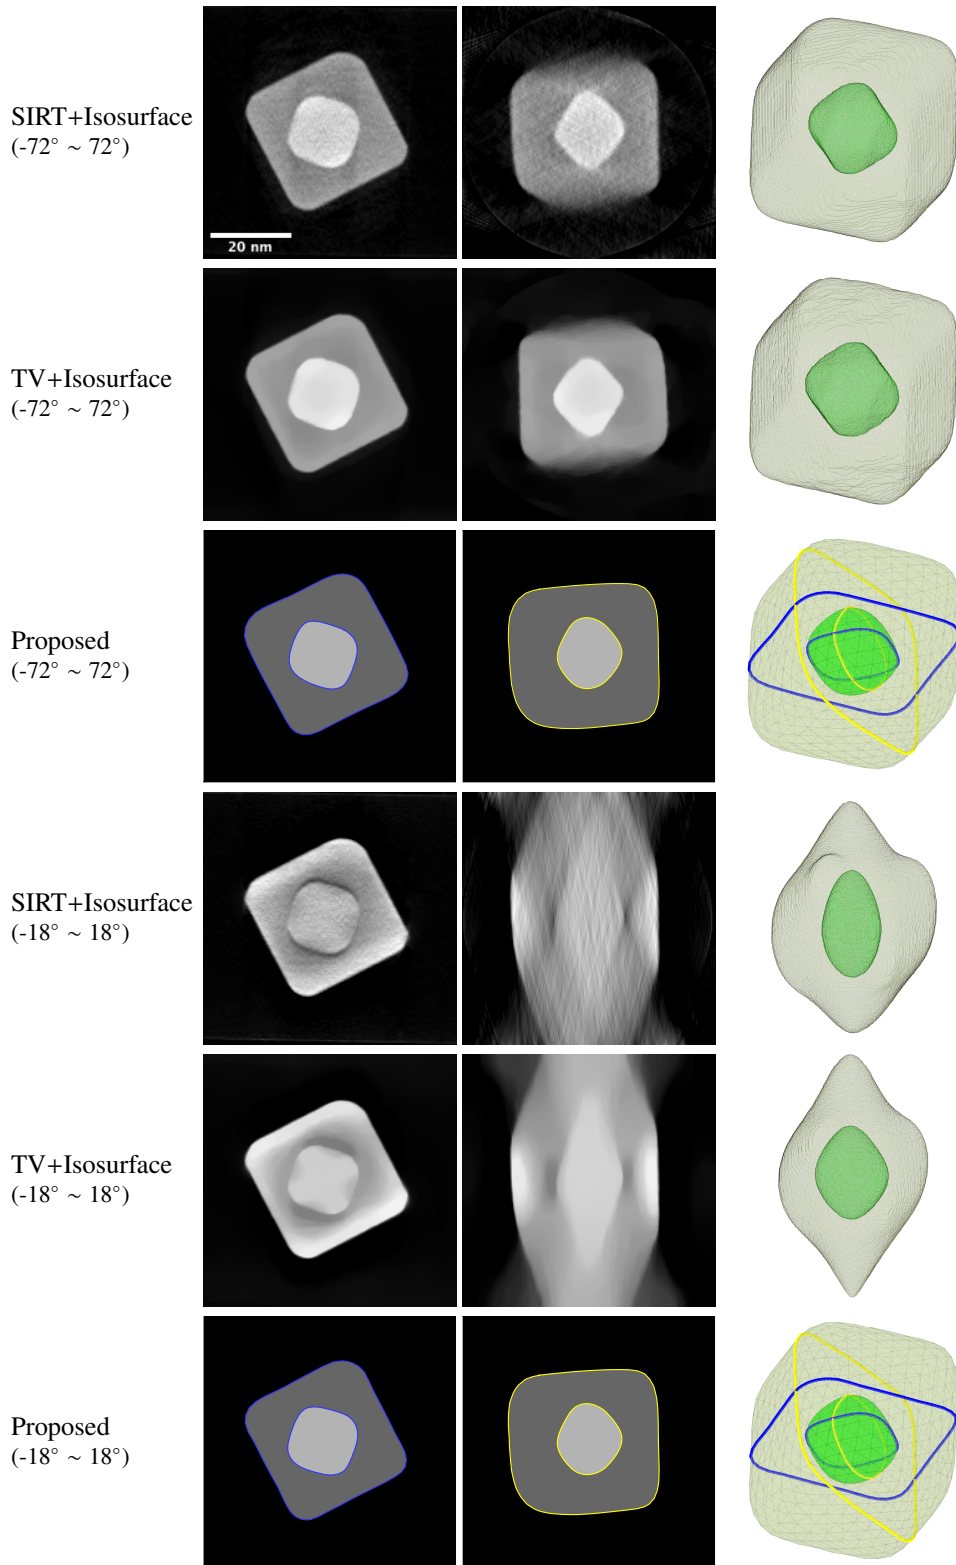 SIRT+Isosurface
(-72° ~ 72°)
20 nm
TV+Isosurface
(-72° ~ 72°)
Proposed
(-72° ~ 72°)
SIRT+Isosurface
(-18° ~ 18°)
TV+Isosurface
(-18° ~ 18°)
Proposed
(-18° ~ 18°)